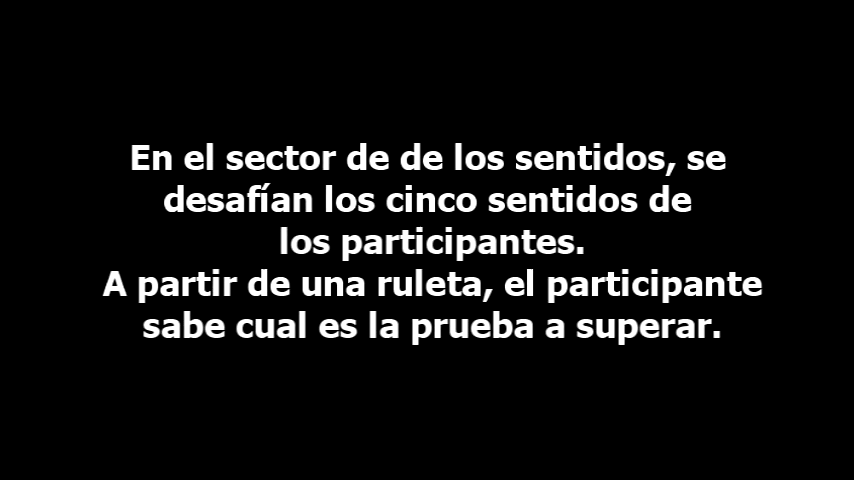 En el sector de de los sentidos, se
desafían los cinco sentidos de
los participantes.
A partir de una ruleta, el participante
sabe cual es la prueba a superar.